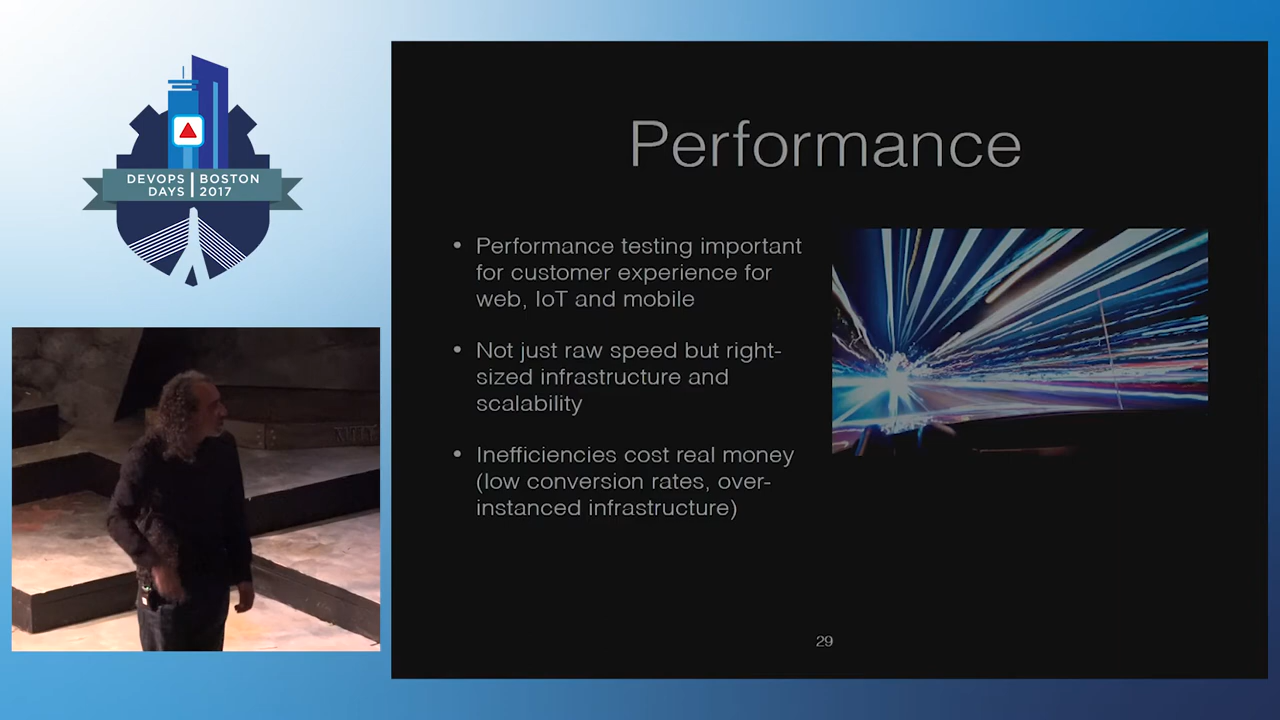 DEVOPS BOSTON
DAYS 2017
Performance
• Performance testing important
for customer experience for
web, IoT and mobile
• Not just raw speed but right-
sized infrastructure and
scalability
• Inefficiencies cost real money
(low conversion rates, over-
instanced infrastructure)
29